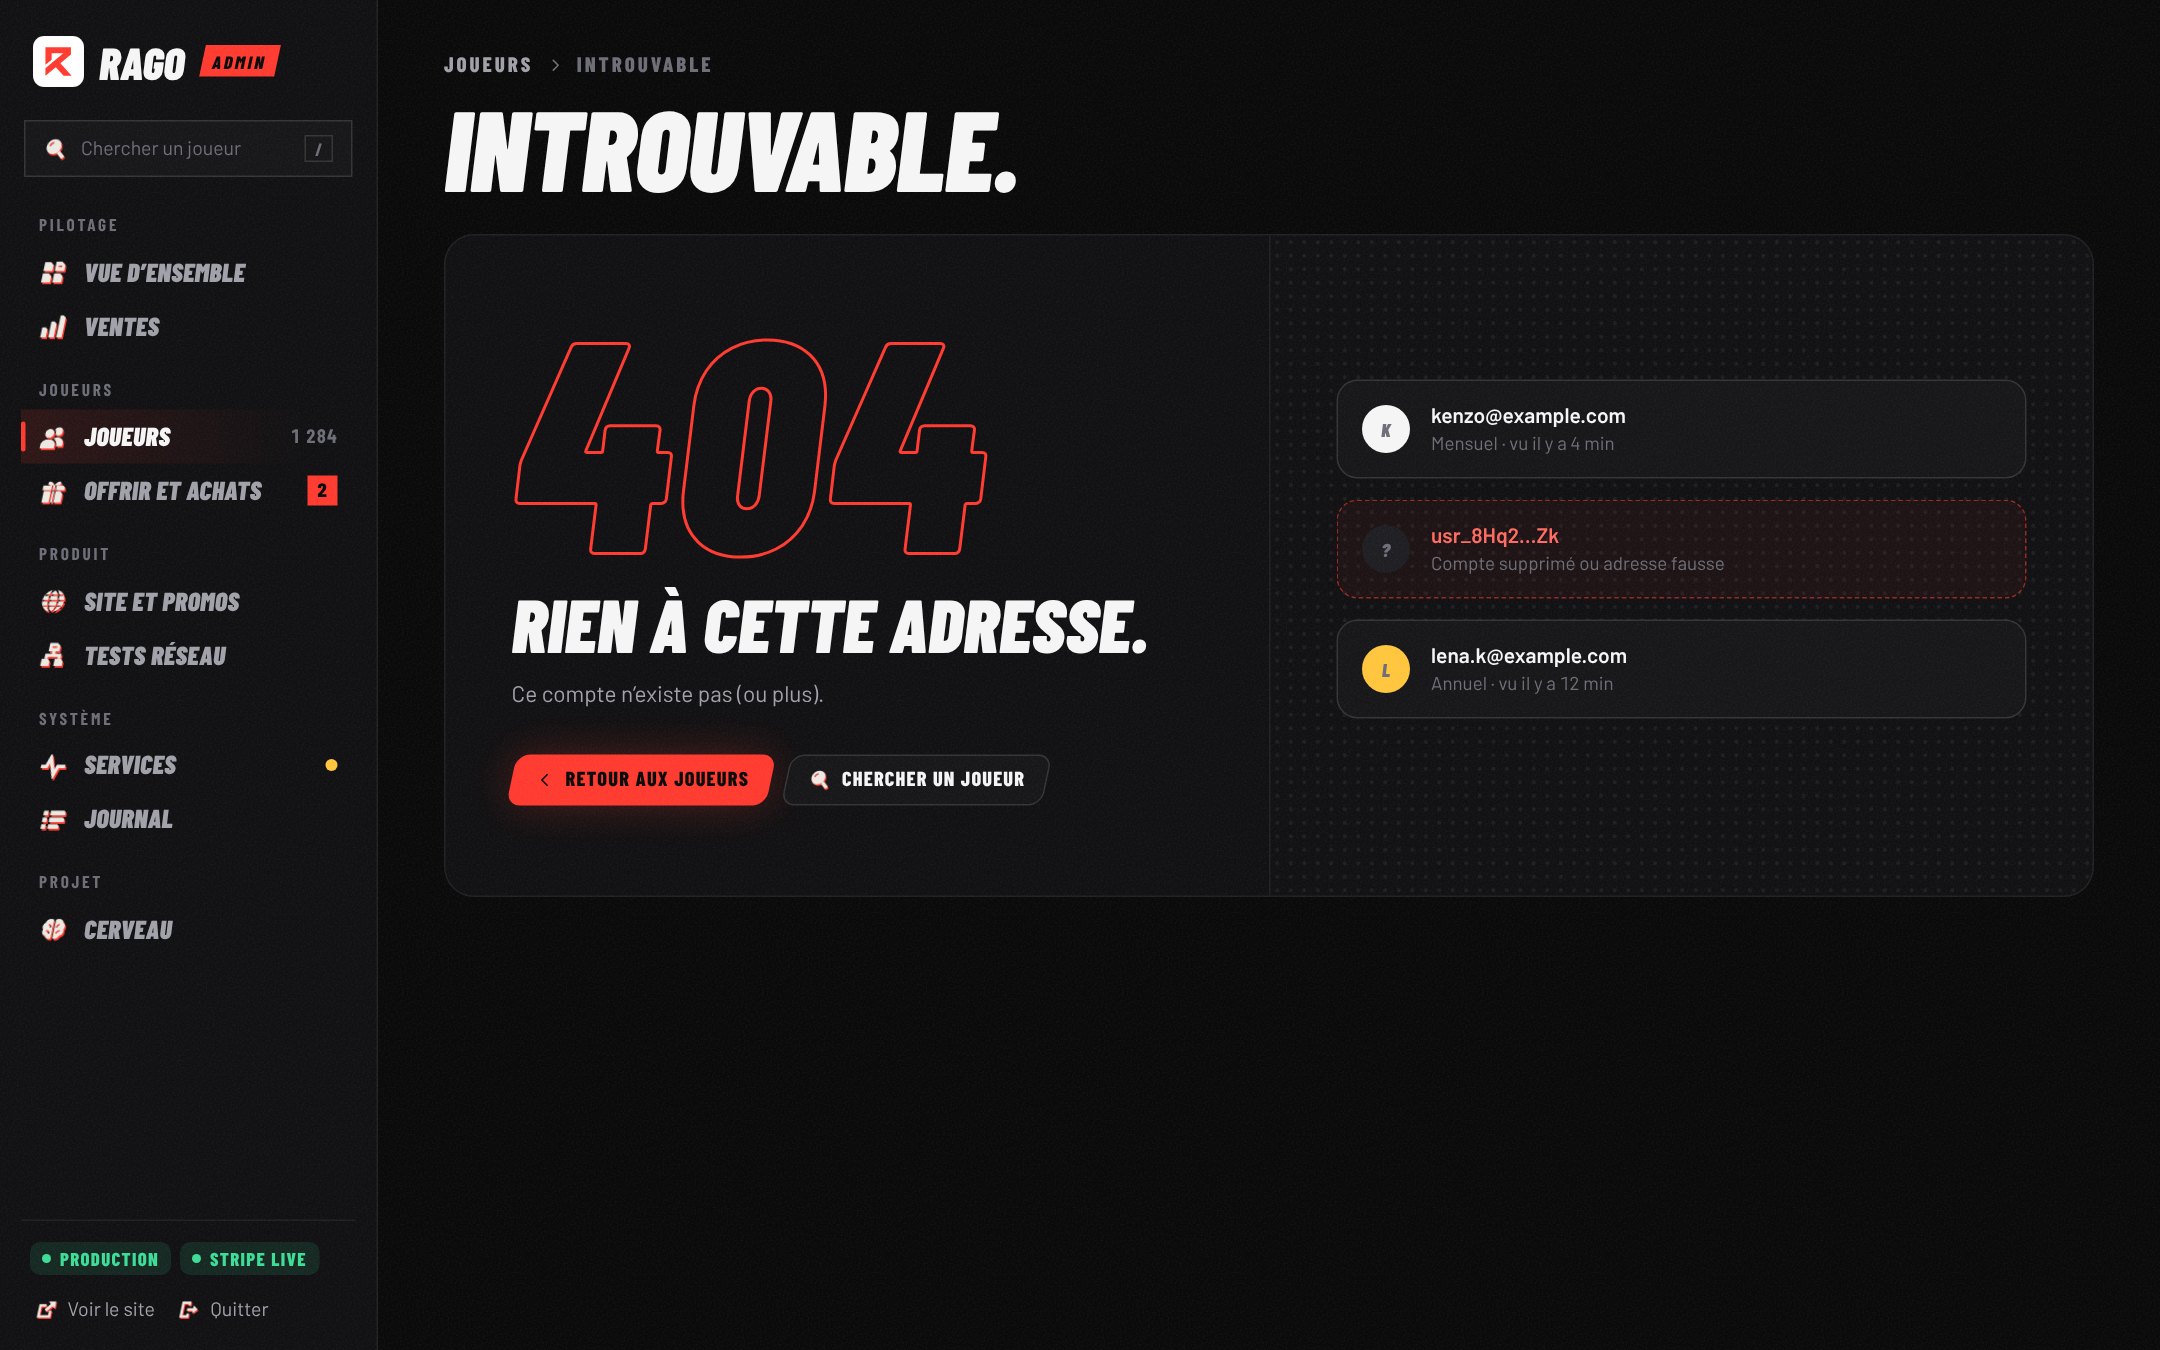 RAGO ADMIN
Chercher un joueur /
PILOTAGE
VUE D’ENSEMBLE
VENTES
JOUEURS
JOUEURS 1 284
OFFRIR ET ACHATS 2
PRODUIT
SITE ET PROMOS
TESTS RÉSEAU
SYSTÈME
SERVICES
JOURNAL
PROJET
CERVEAU
PRODUCTION STRIPE LIVE
Voir le site Quitter
JOUEURS > INTROUVABLE
INTROUVABLE.
404
RIEN À CETTE ADRESSE.
Ce compte n’existe pas (ou plus).
RETOUR AUX JOUEURS CHERCHER UN JOUEUR
K kenzo@example.com
Mensuel · vu il y a 4 min
? usr_8Hq2…Zk
Compte supprimé ou adresse fausse
L lena.k@example.com
Annuel · vu il y a 12 min